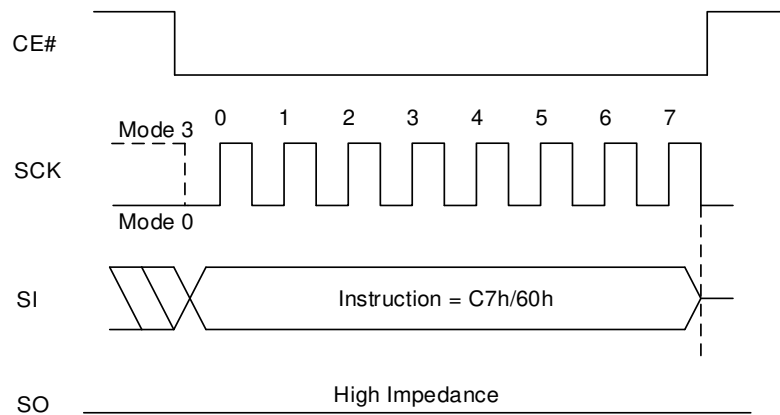 CE#
0 1 2 3 4 5 6 7
Mode 3
SCK
Mode 0
SI
Instruction = C7h/60h
High Impedance
SO